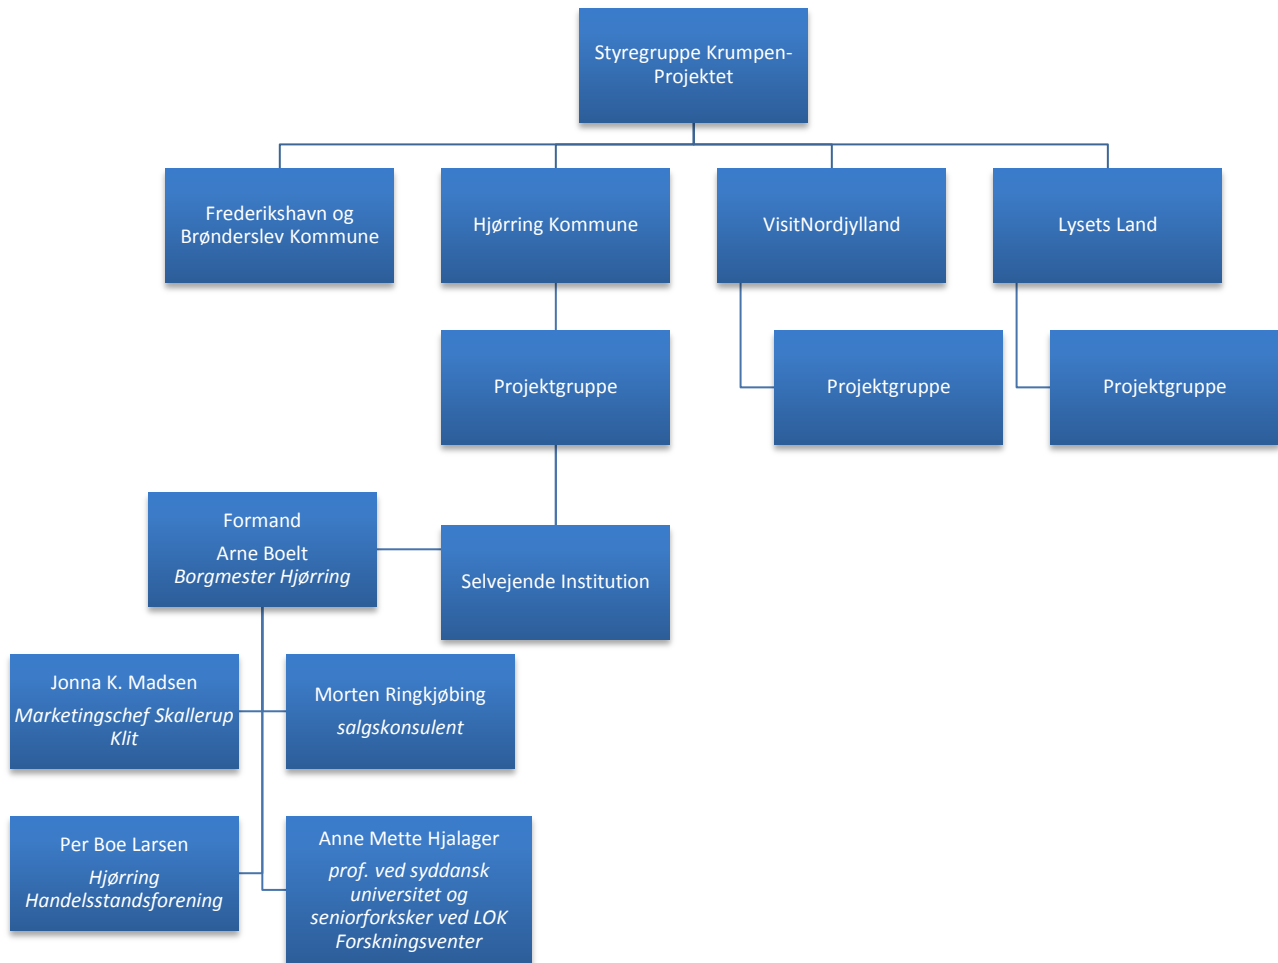 Styregruppe Krumpen-
Projektet
Frederikshavn og
Brønderslev Kommune
Hjørring Kommune
VisitNordjylland
Lysets Land
Projektgruppe
Projektgruppe
Projektgruppe
Formand
Arne Boelt
Borgmester Hjørring
Selvejende Institution
Jonna K. Madsen
Marketingschef Skallerup
Klit
Morten Ringkjøbing
salgskonsulent
Per Boe Larsen
Hjørring
Handelsstandsforening
Anne Mette Hjalager
prof. ved syddansk
universitet og
seniorforksker ved LOK
Forskningsventer